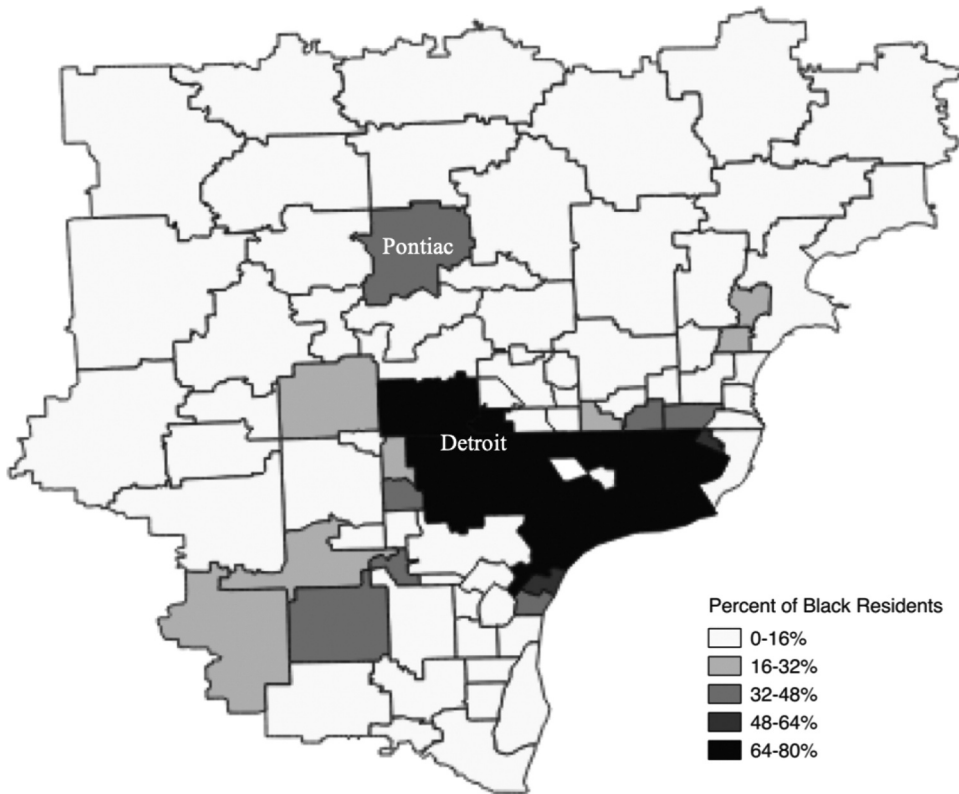 Pontiac
Detroit
Percent of Black Residents
0-16%
16-32%
32-48%
48-64%
64-80%